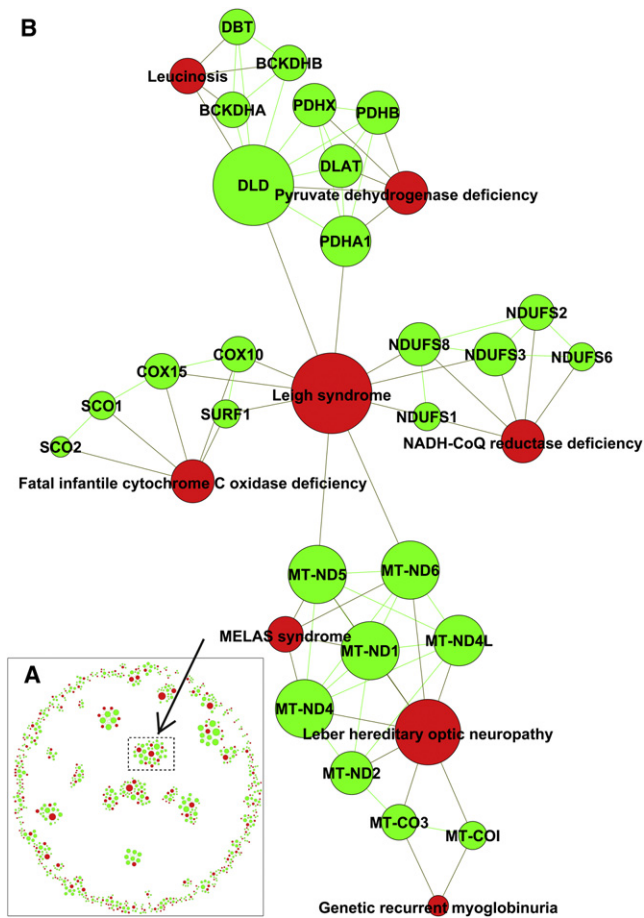 B
DBT
Leucinosis
BCKDHB
BCKDHA
PDHX
PDHB
DLD
DLAT
Pyruvate dehydrogenase deficiency
PDHA1
NDUFS2
NDUFS8
NDUFS3
NDUFS6
COX10
COX15
Leigh syndrome
SCO1
SURF1
NDUFS1
SCO2
NADH-CoQ reductase deficiency
Fatal infantile cytochrome C oxidase deficiency
MT-ND5
MT-ND6
MELAS syndrome
MT-ND1
MT-ND4L
A
MT-ND4
Leber hereditary optic neuropathy
MT-ND2
MT-CO3
MT-COI
Genetic recurrent myoglobinuria